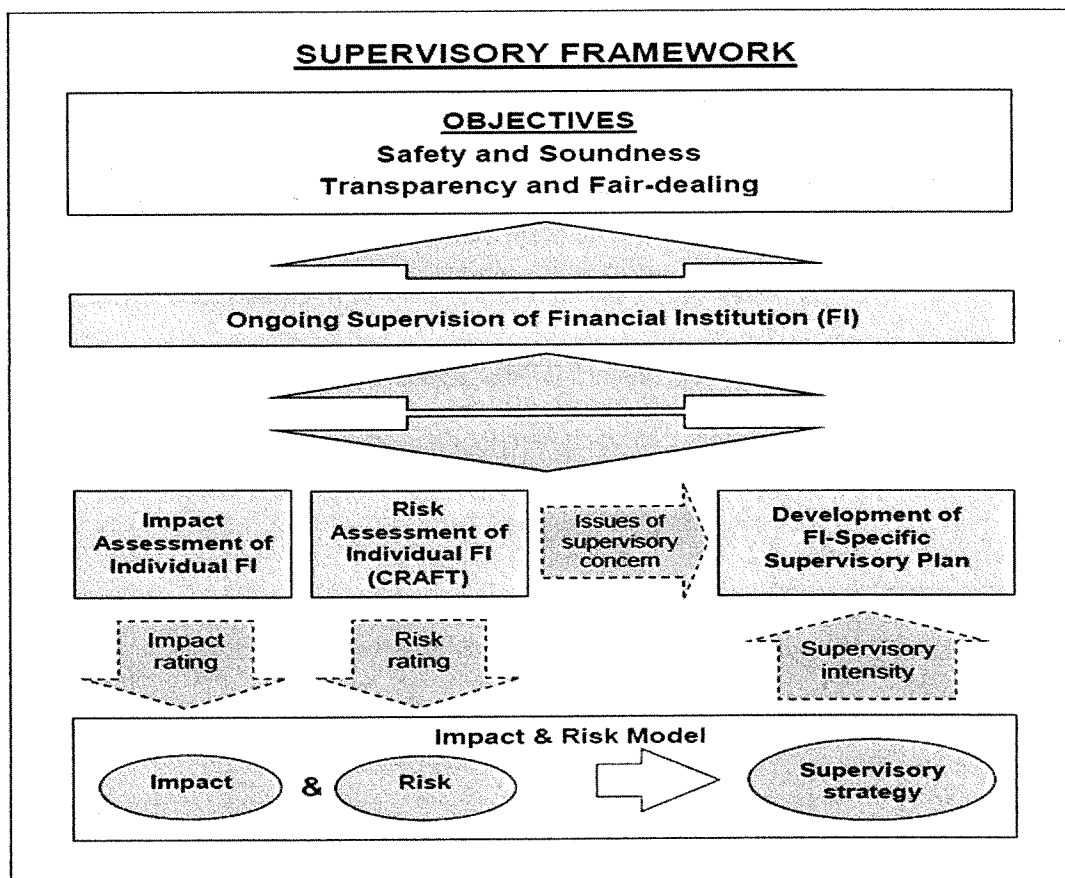 SUPERVISORY FRAMEWORK
OBJECTIVES
Safety and Soundness
Transparency and Fair-dealing
Ongoing Supervision of Financial Institution (FI)
Impact
Assessment of
Individual FI
Risk
Assessment of
Individual FI
(CRAFT)
Issues of
supervisory
concern
Development of
FI-Specific
Supervisory Plan
Impact
rating
Risk
rating
Supervisory
intensity
Impact & Risk Model
Impact
&
Risk
Supervisory
strategy